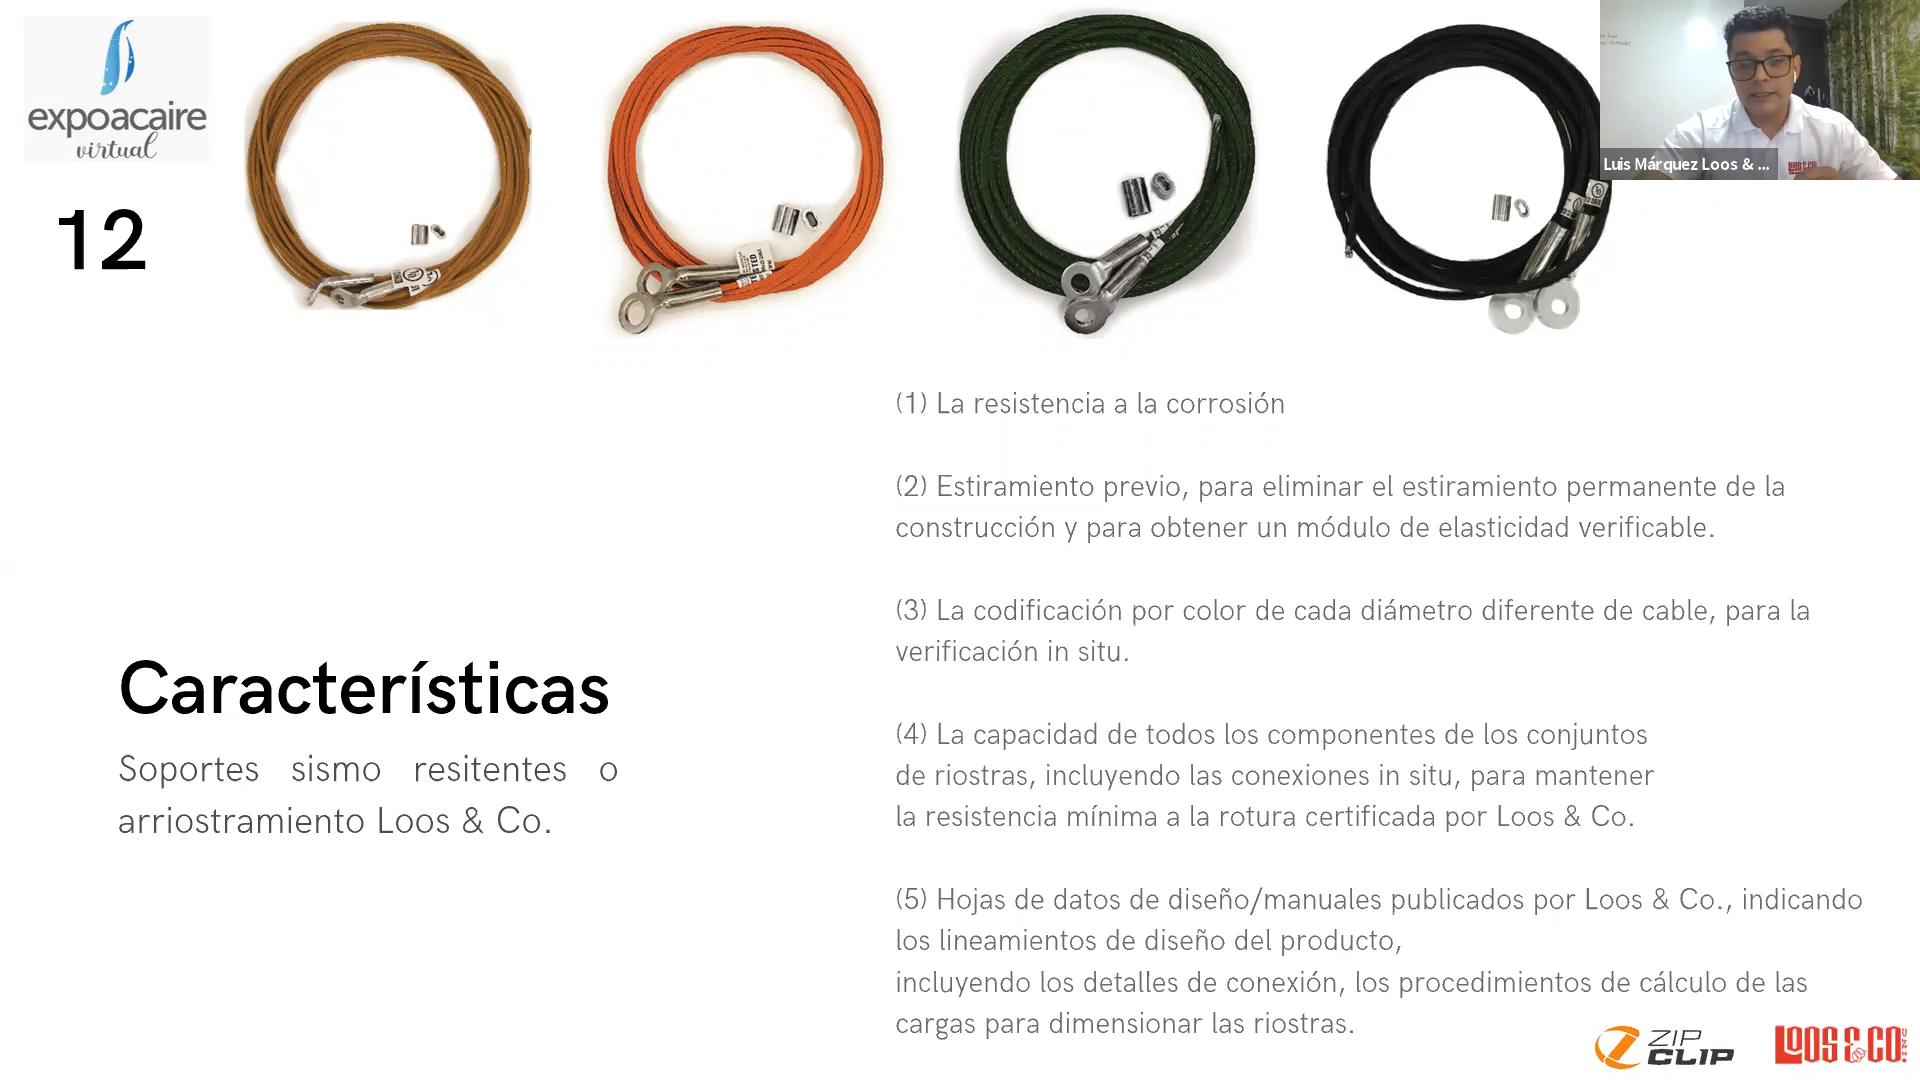 expoacaire
virtual
12
Luis Márquez Loos & ...
(1) La resistencia a la corrosión
(2) Estiramiento previo, para eliminar el estiramiento permanente de la
construcción y para obtener un módulo de elasticidad verificable.
(3) La codificación por color de cada diámetro diferente de cable, para la
verificación in situ.
Características
Soportes sismo resitentes o
arriostramiento Loos & Co.
(4) La capacidad de todos los componentes de los conjuntos
de riostras, incluyendo las conexiones in situ, para mantener
la resistencia mínima a la rotura certificada por Loos & Co.
(5) Hojas de datos de diseño/manuales publicados por Loos & Co., indicando
los lineamientos de diseño del producto,
incluyendo los detalles de conexión, los procedimientos de cálculo de las
cargas para dimensionar las riostras.
ZIP
CLIP
LOOS & CO.